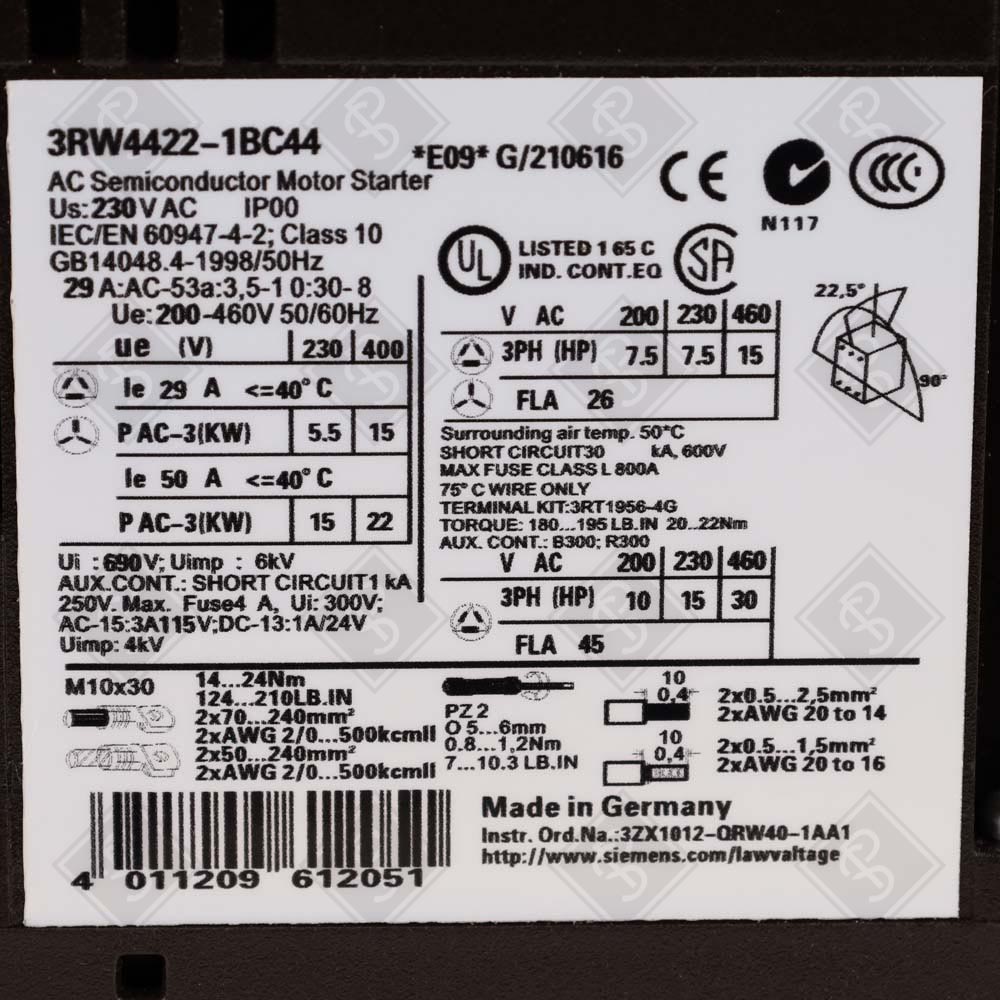 3RW4422-1BC44
*E09* G/210616
AC Semiconductor Motor Starter
Us: 230 V AC IP00
IEC/EN 60947-4-2; Class 10
GB14048.4-1998/50Hz
29 A:AC-53a:3,5-1 0:30- 8
Ue: 200-460V 50/60Hz
ue (V) 230 400
Ie 29 A <=40° C
P AC-3(KW) 5.5 15
Ie 50 A <=40° C
P AC-3(KW) 15 22
Ui : 690 V; Uimp : 6kV
AUX.CONT.: SHORT CIRCUIT1 kA
250V. Max. Fuse4 A, Ui: 300V;
AC-15:3A115V;DC-13:1A/24V
Uimp: 4kV
CE
N117
CCC
UL
LISTED 1 65 C
IND. CONT.EQ
SA
V AC 200 230 460
3PH (HP) 7.5 7.5 15
FLA 26
22,5°
90°
Surrounding air temp. 50°C
SHORT CIRCUIT30 kA, 600V
MAX FUSE CLASS L 800A
75° C WIRE ONLY
TERMINAL KIT:3RT1956-4G
TORQUE: 180...195 LB.IN 20..22Nm
AUX. CONT.: B300; R300
V AC 200 230 460
3PH (HP) 10 15 30
FLA 45
M10x30
14...24Nm
124...210LB.IN
2x70...240mm²
2xAWG 2/0...500kcmlI
2x50...240mm²
2xAWG 2/0...500kcmlI
PZ 2
O 5...6mm
0.8...1,2Nm
7...10.3 LB.IN
10
0,4
2x0.5...2,5mm²
2xAWG 20 to 14
10
0,4
2x0.5...1,5mm²
2xAWG 20 to 16
4 011209 612051
Made in Germany
Instr. Ord.Na.:3ZX1012-QRW40-1AA1
http://www.siemens.com/lawvaltage